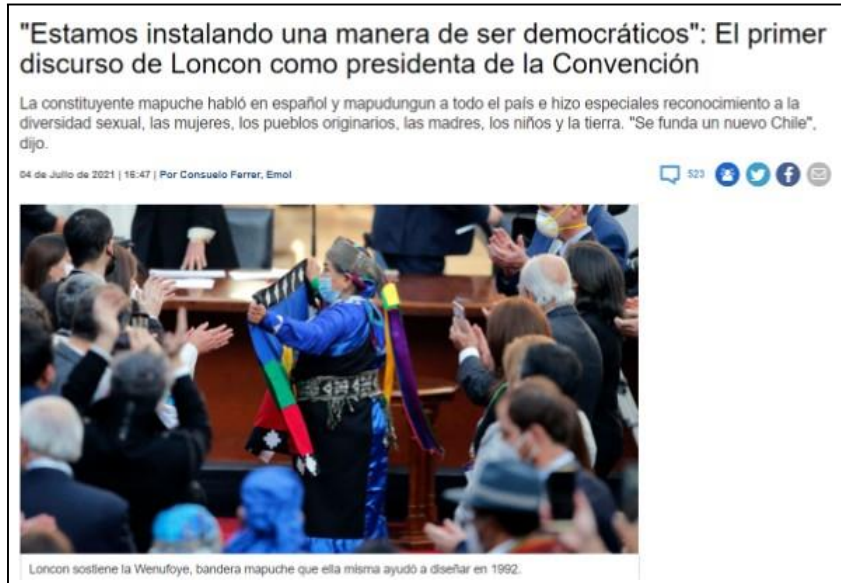 "Estamos instalando una manera de ser democráticos": El primer
discurso de Loncon como presidenta de la Convención
La constituyente mapuche habló en español y mapudungun a todo el país e hizo especiales reconocimiento a la
diversidad sexual, las mujeres, los pueblos originarios, las madres, los niños y la tierra. "Se funda un nuevo Chile",
dijo.
04 de Julio de 2021 | 16:47 | Por Consuelo Ferrer, Emol
523
Loncon sostiene la Wenufoye, bandera mapuche que ella misma ayudó a diseñar en 1992.